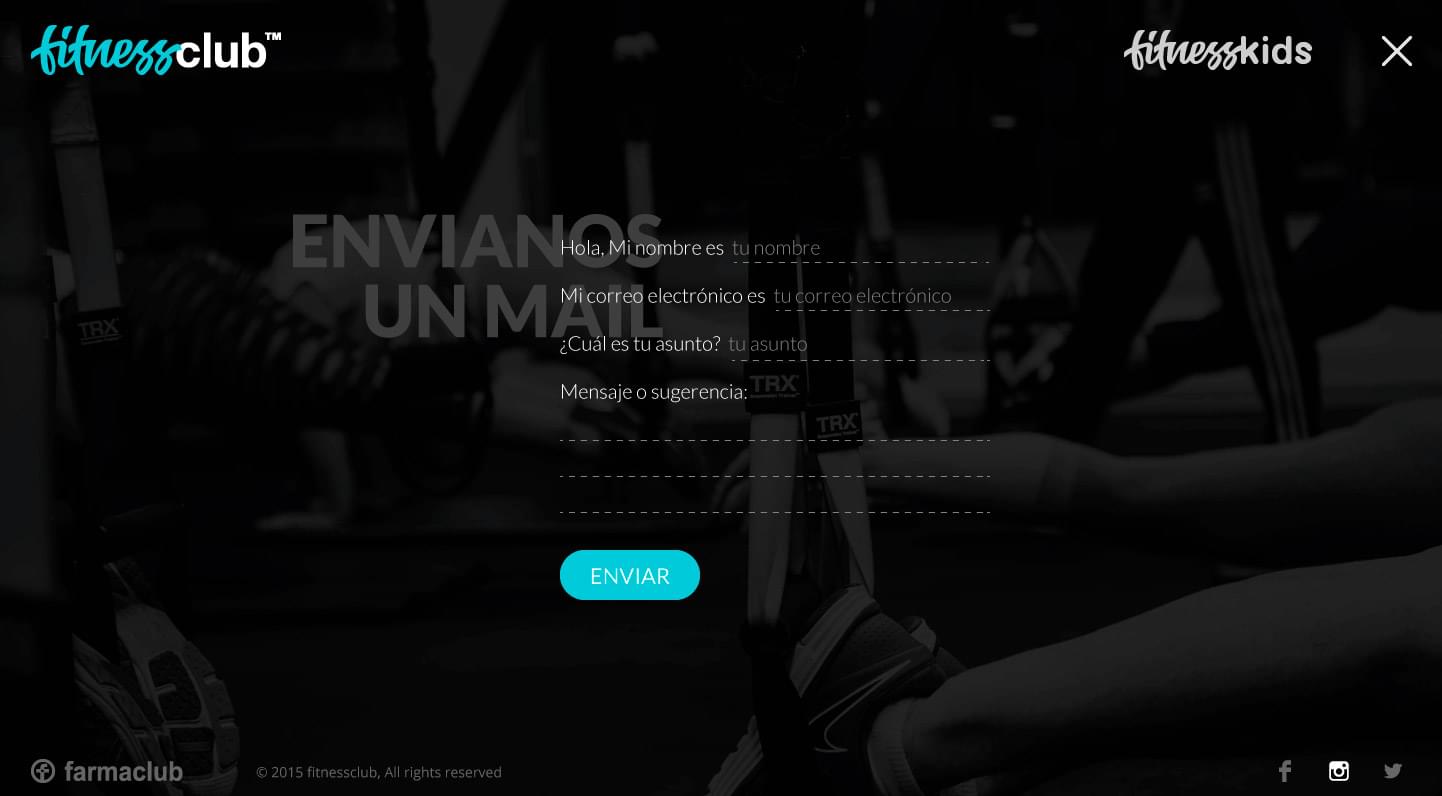 fitnessclub™
fitnesskids
ENVIANOS
UN MAIL
Hola, Mi nombre es tu nombre
Mi correo electrónico es tu correo electrónico
¿Cuál es tu asunto? tu asunto
Mensaje o sugerencia:
TRX
TRX
TRX
ENVIAR
farmaclub
© 2015 fitnessclub, All rights reserved